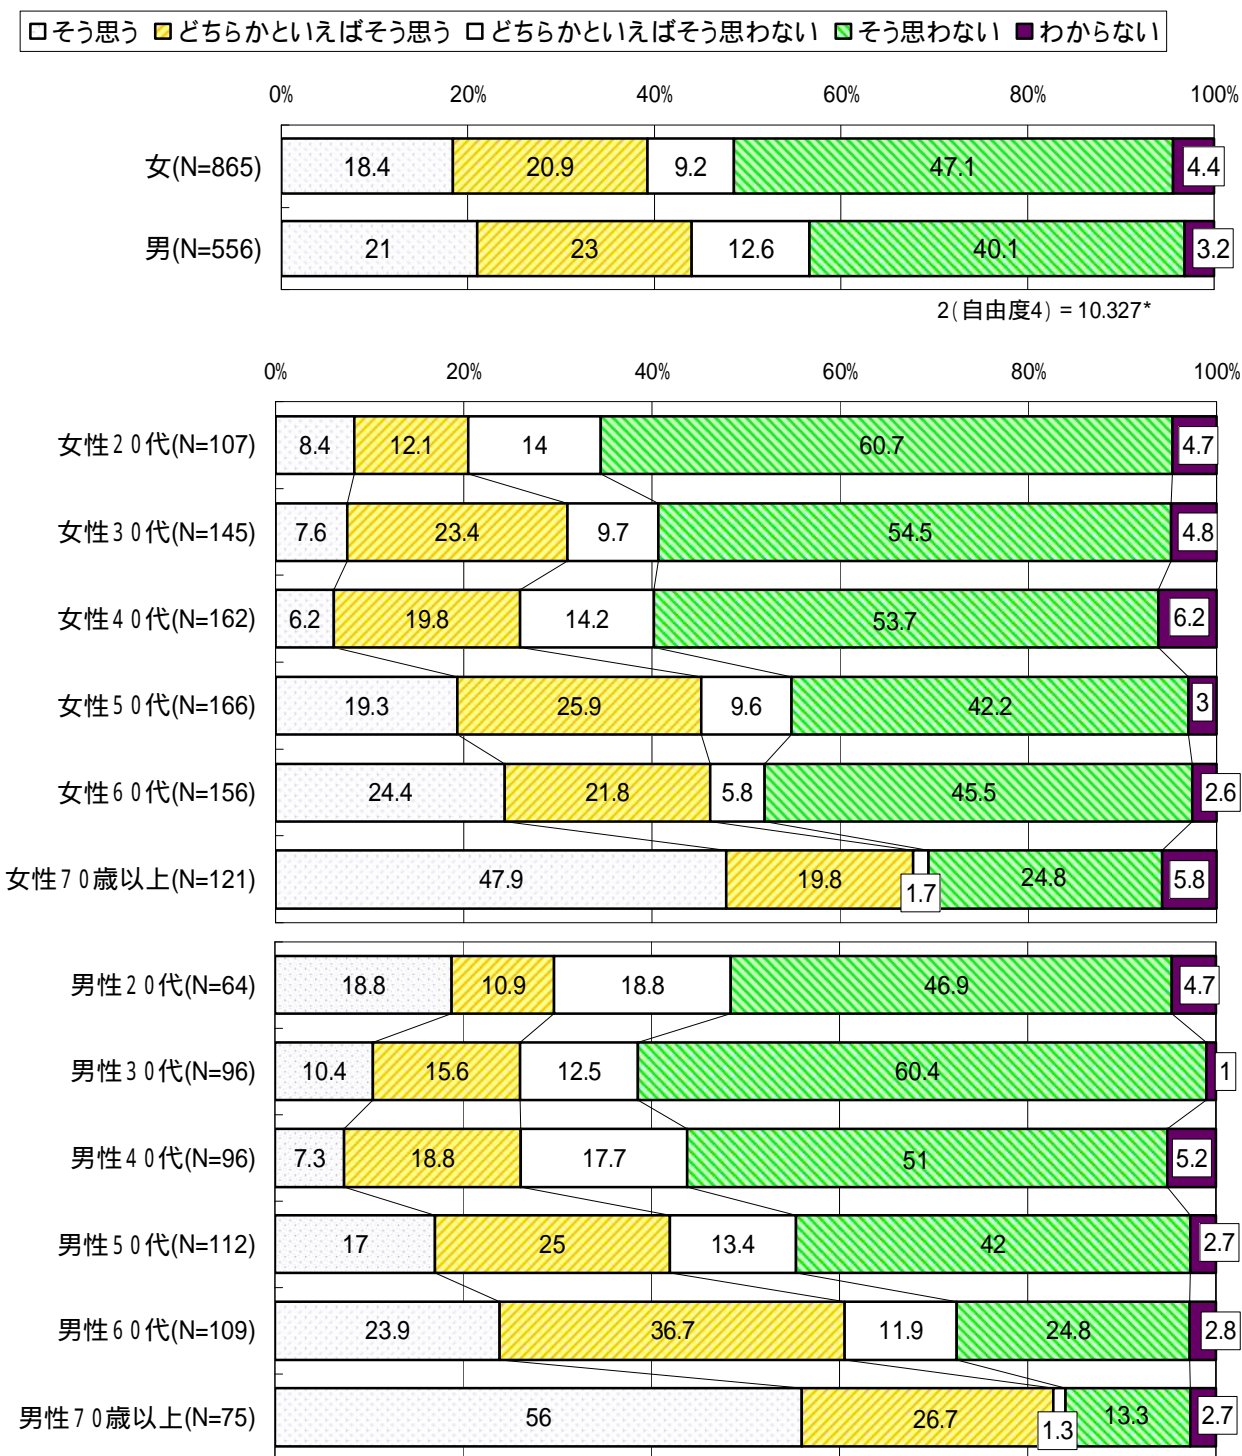 そう思う どちらかといえばそう思う どちらかといえばそう思わない そう思わない わからない
0% 20% 40% 60% 80% 100%
女(N=865) 18.4 20.9 9.2 47.1 4.4
男(N=556) 21 23 12.6 40.1 3.2
2(自由度4) = 10.327*
0% 20% 40% 60% 80% 100%
女性20代(N=107) 8.4 12.1 14 60.7 4.7
女性30代(N=145) 7.6 23.4 9.7 54.5 4.8
女性40代(N=162) 6.2 19.8 14.2 53.7 6.2
女性50代(N=166) 19.3 25.9 9.6 42.2 3
女性60代(N=156) 24.4 21.8 5.8 45.5 2.6
女性70歳以上(N=121) 47.9 19.8 1.7 24.8 5.8
男性20代(N=64) 18.8 10.9 18.8 46.9 4.7
男性30代(N=96) 10.4 15.6 12.5 60.4 1
男性40代(N=96) 7.3 18.8 17.7 51 5.2
男性50代(N=112) 17 25 13.4 42 2.7
男性60代(N=109) 23.9 36.7 11.9 24.8 2.8
男性70歳以上(N=75) 56 26.7 1.3 13.3 2.7